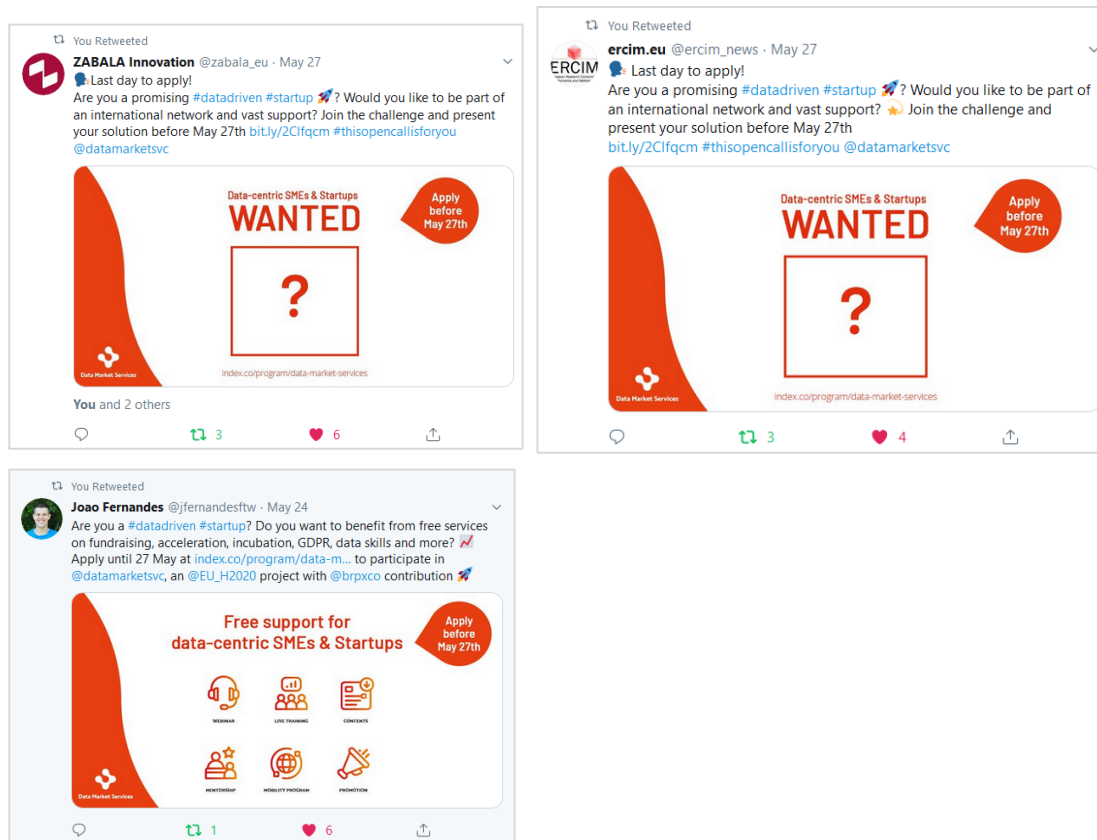 You Retweeted
ZABALA Innovation @zabala_eu · May 27
🗣Last day to apply!
Are you a promising #datadriven #startup 🚀? Would you like to be part of
an international network and vast support? Join the challenge and present
your solution before May 27th bit.ly/2Clfqcm #thisopencallisforyou
@datamarketsvc
Data-centric SMEs & Startups
WANTED
Apply
before
May 27th
?
Data Market Services
index.co/program/data-market-services
You and 2 others
3
6
You Retweeted
ercim.eu @ercim_news · May 27
ERCIM
🗣 Last day to apply!
Are you a promising #datadriven #startup 🚀? Would you like to be part of
an international network and vast support? 💫 Join the challenge and
present your solution before May 27th
bit.ly/2Clfqcm #thisopencallisforyou @datamarketsvc
Data-centric SMEs & Startups
WANTED
Apply
before
May 27th
?
Data Market Services
index.co/program/data-market-services
3
4
You Retweeted
Joao Fernandes @jfernandesftw · May 24
Are you a #datadriven #startup? Do you want to benefit from free services
on fundraising, acceleration, incubation, GDPR, data skills and more? 📈
Apply until 27 May at index.co/program/data-m... to participate in
@datamarketsvc, an @EU_H2020 project with @brpxco contribution 🚀
Free support for
data-centric SMEs & Startups
Apply
before
May 27th
WEBINAR
LIVE TRAINING
CONTENTS
MENTORSHIP
MOBILITY PROGRAM
PROMOTION
Data Market Services
1
6